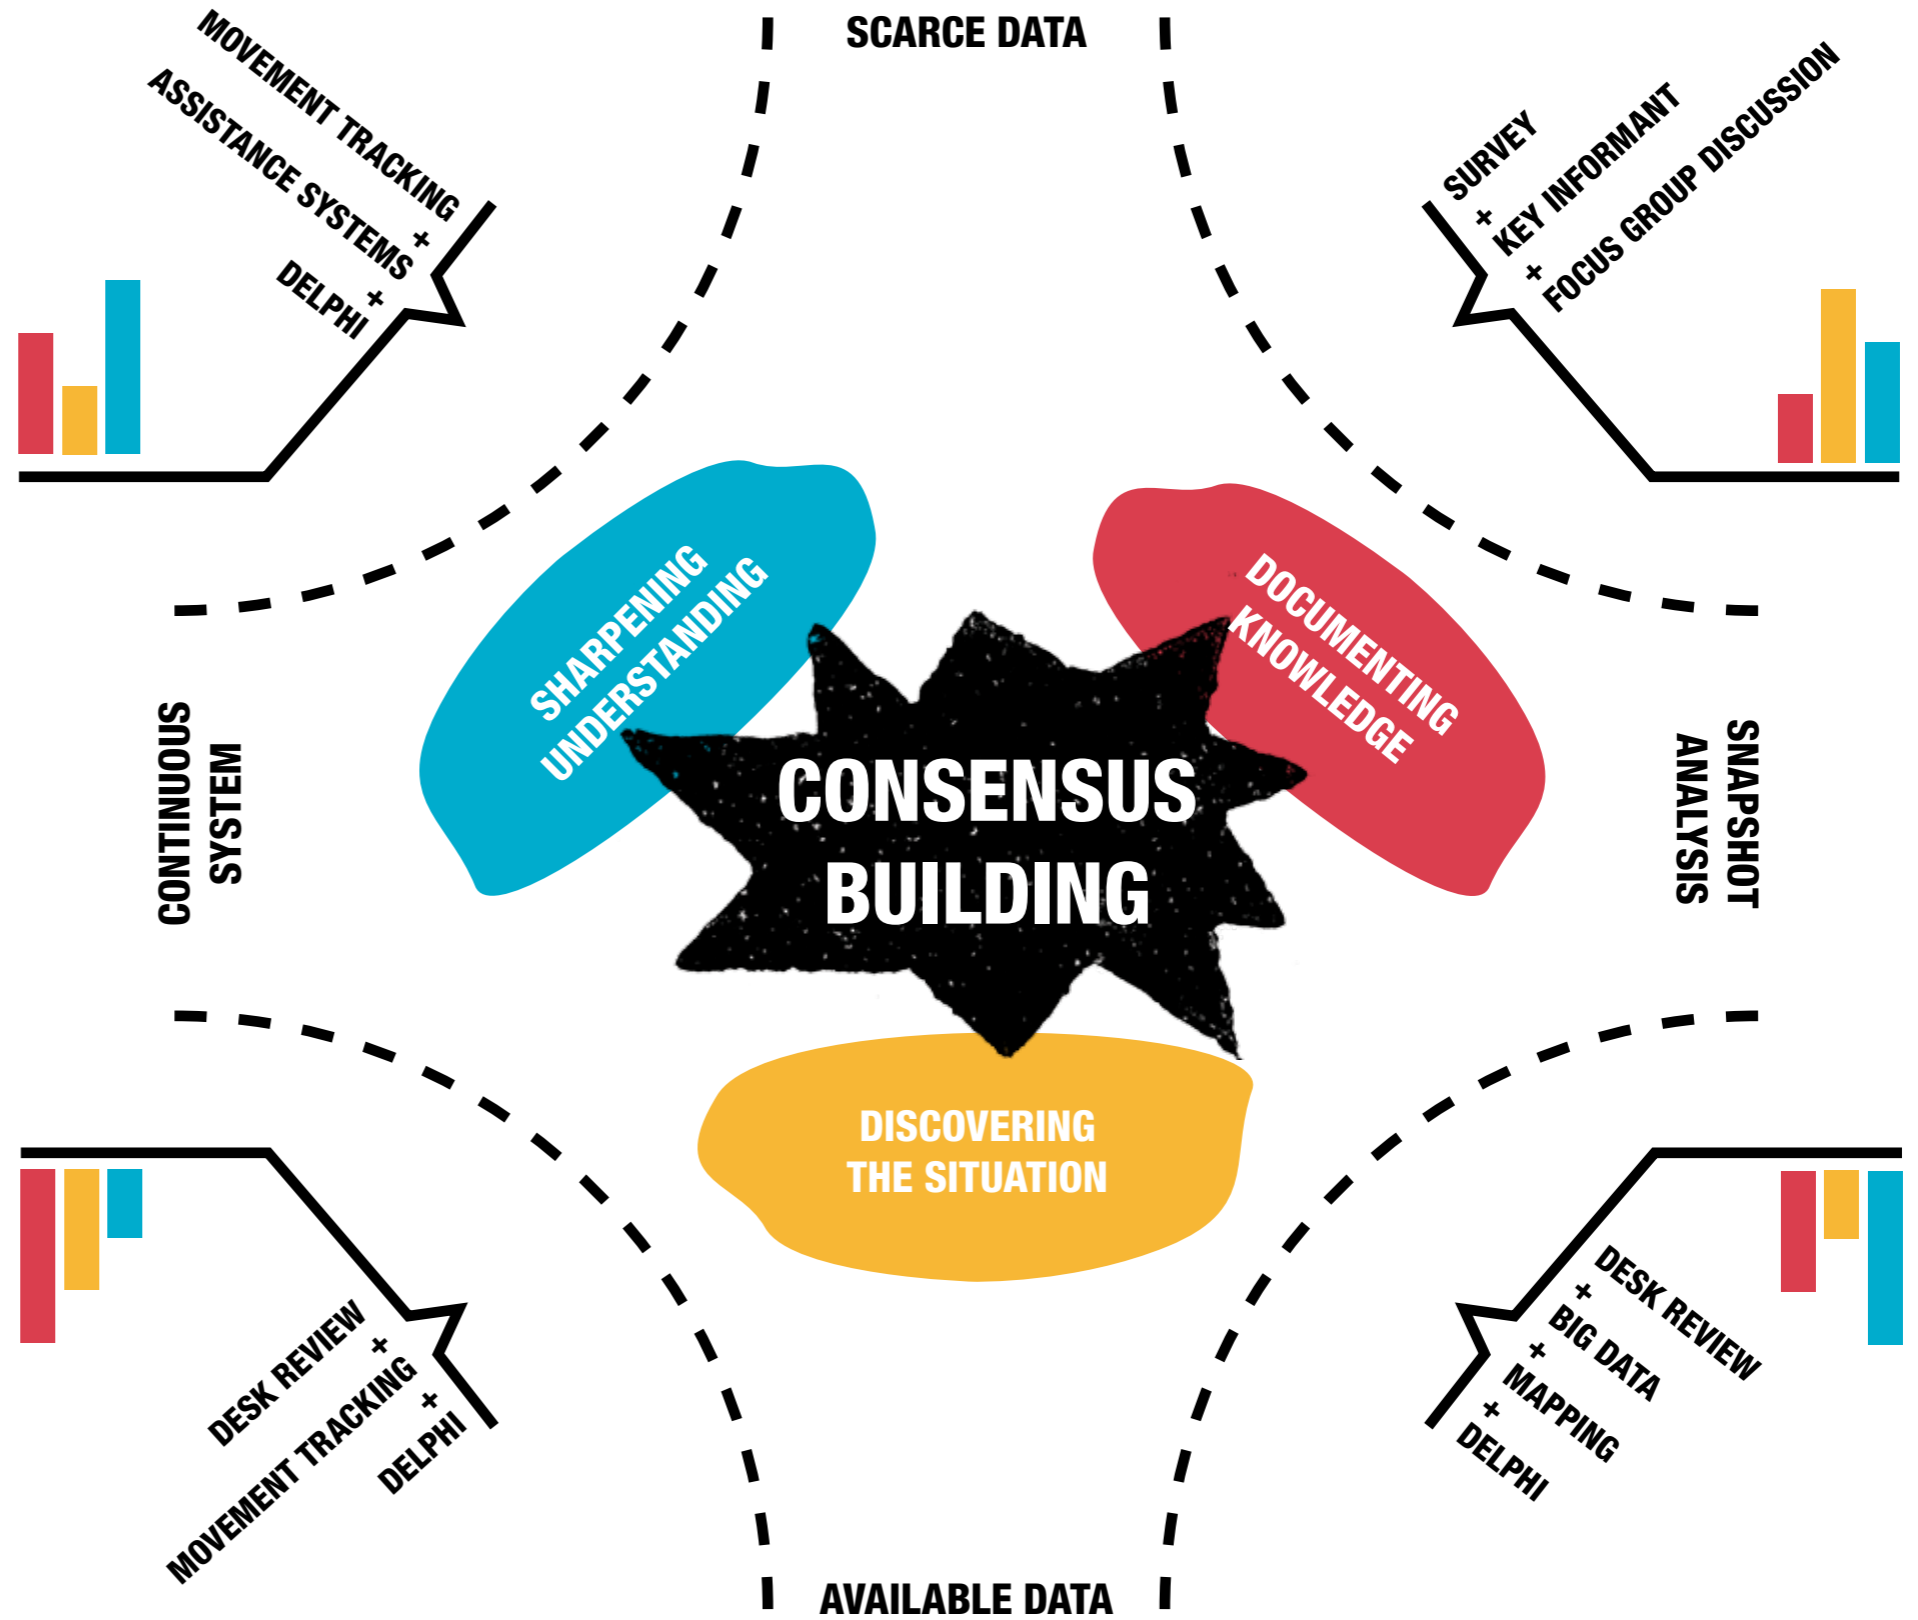 SCARCE DATA
MOVEMENT TRACKING
+
ASSISTANCE SYSTEMS
+
DELPHI
SURVEY
+
KEY INFORMANT
+
FOCUS GROUP DISCUSSION
SHARPENING
UNDERSTANDING
DOCUMENTING
KNOWLEDGE
CONTINUOUS
SYSTEM
CONSENSUS
BUILDING
SNAPSHOT
ANALYSIS
DISCOVERING
THE SITUATION
DESK REVIEW
+
MOVEMENT TRACKING
+
DELPHI
DESK REVIEW
+
BIG DATA
+
MAPPING
+
DELPHI
AVAILABLE DATA